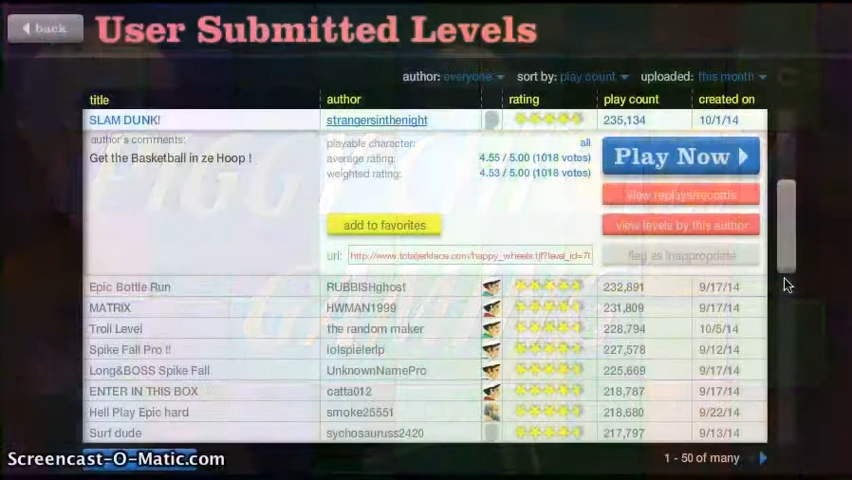 back
User Submitted Levels
author: everyone sort by: play count uploaded: this month
title author rating play count created on
SLAM DUNK! strangersinthenight 235,134 10/1/14
author's comments:
Get the Basketball in ze Hoop !
playable character: all
average rating: 4.55 / 5.00 (1018 votes)
weighted rating: 4.53 / 5.00 (1018 votes)
Play Now
view replays/records
add to favorites
view levels by this author
url: http://www.totaljerkface.com/happy_wheels.tjf?level_id=7
flag as inappropriate
Epic Bottle Run RUBBISHghost 232,891 9/17/14
MATRIX HWMAN1999 231,809 9/17/14
Troll Level the random maker 228,794 10/5/14
Spike Fall Pro !! lolspielerlp 227,578 9/12/14
Long&BOSS Spike Fall UnknownNamePro 225,669 9/17/14
ENTER IN THIS BOX catta012 218,787 9/17/14
Hell Play Epic hard smoke25551 218,680 9/22/14
Surf dude sychosauruss2420 217,797 9/13/14
Screencast-O-Matic.com
1 - 50 of many